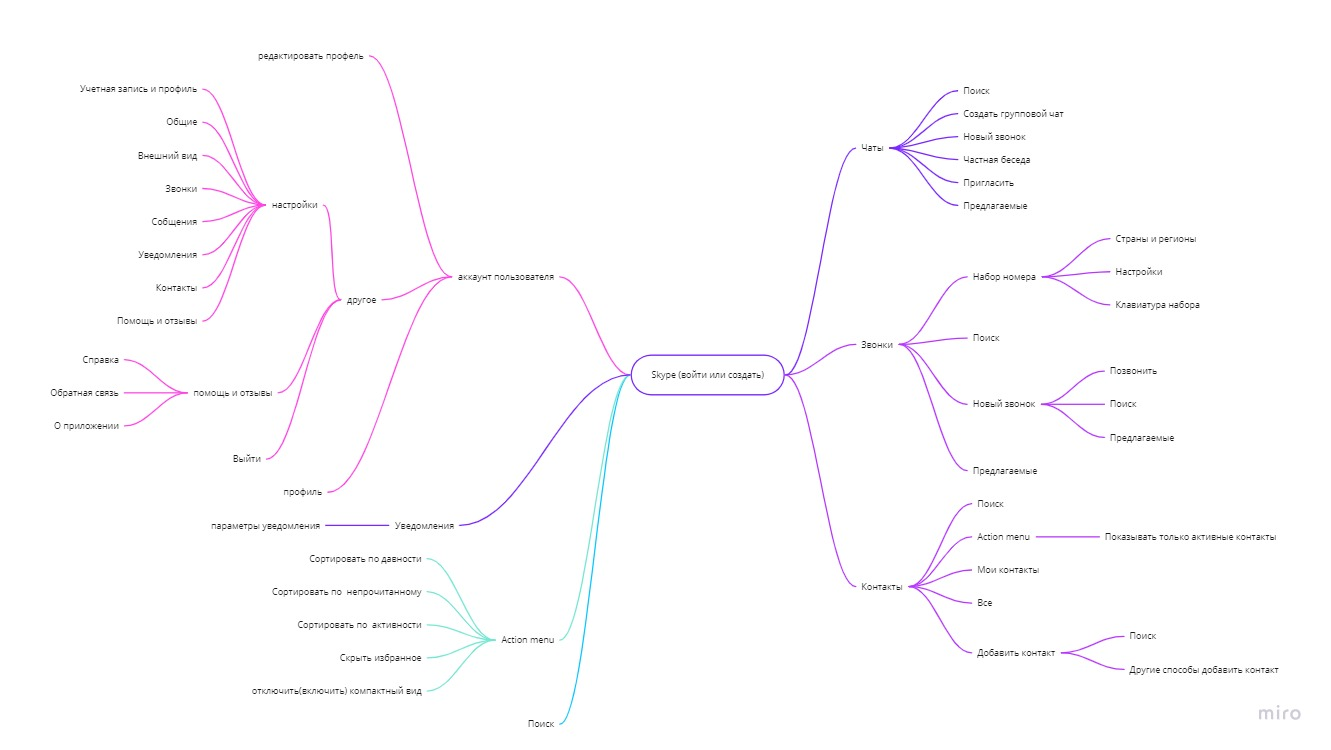 редактировать профель
Учетная запись и профиль
Общие
Внешний вид
Звонки
Собщения
Уведомления
Контакты
Помощь и отзывы
настройки
Справка
Обратная связь
О приложении
помощь и отзывы
Выйти
другое
профиль
аккаунт пользователя
параметры уведомления
Уведомления
Сортировать по давности
Сортировать по непрочитанному
Сортировать по активности
Скрыть избранное
отключить(включить) компактный вид
Action menu
Поиск
Skype (войти или создать)
Чаты
Поиск
Создать групповой чат
Новый звонок
Частная беседа
Пригласить
Предлагаемые
Звонки
Набор номера
Страны и регионы
Настройки
Клавиатура набора
Поиск
Новый звонок
Позвонить
Поиск
Предлагаемые
Предлагаемые
Контакты
Поиск
Action menu
Показывать только активные контакты
Мои контакты
Все
Добавить контакт
Поиск
Другие способы добавить контакт
miro